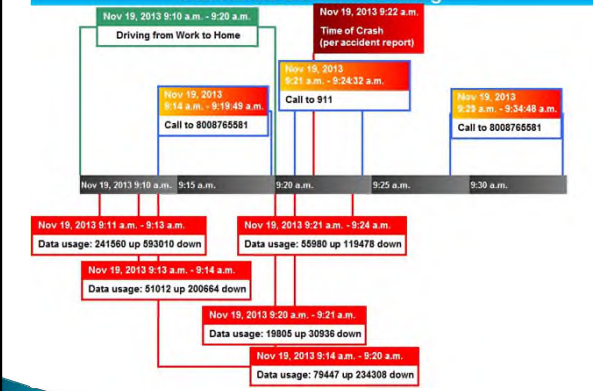 Nov 19, 2013 9:10 a.m. - 9:20 a.m.
Driving from Work to Home
Nov 19, 2013 9:22 a.m.
Time of Crash
(per accident report)
Nov 19, 2013
9:21 a.m. - 9:24:32 a.m.
Call to 911
Nov 19, 2013
9:14 a.m. - 9:19:49 a.m.
Call to 8008765581
Nov 19, 2013
9:29 a.m. - 9:34:48 a.m.
Call to 8008765581
Nov 19, 2013 9:10 a.m.
9:15 a.m.
9:20 a.m.
9:25 a.m.
9:30 a.m.
Nov 19, 2013 9:11 a.m. - 9:13 a.m.
Data usage: 241560 up 593010 down
Nov 19, 2013 9:21 a.m. - 9:24 a.m.
Data usage: 55980 up 119478 down
Nov 19, 2013 9:13 a.m. - 9:14 a.m.
Data usage: 51012 up 200664 down
Nov 19, 2013 9:20 a.m. - 9:21 a.m.
Data usage: 19805 up 30936 down
Nov 19, 2013 9:14 a.m. - 9:20 a.m.
Data usage: 79447 up 234308 down